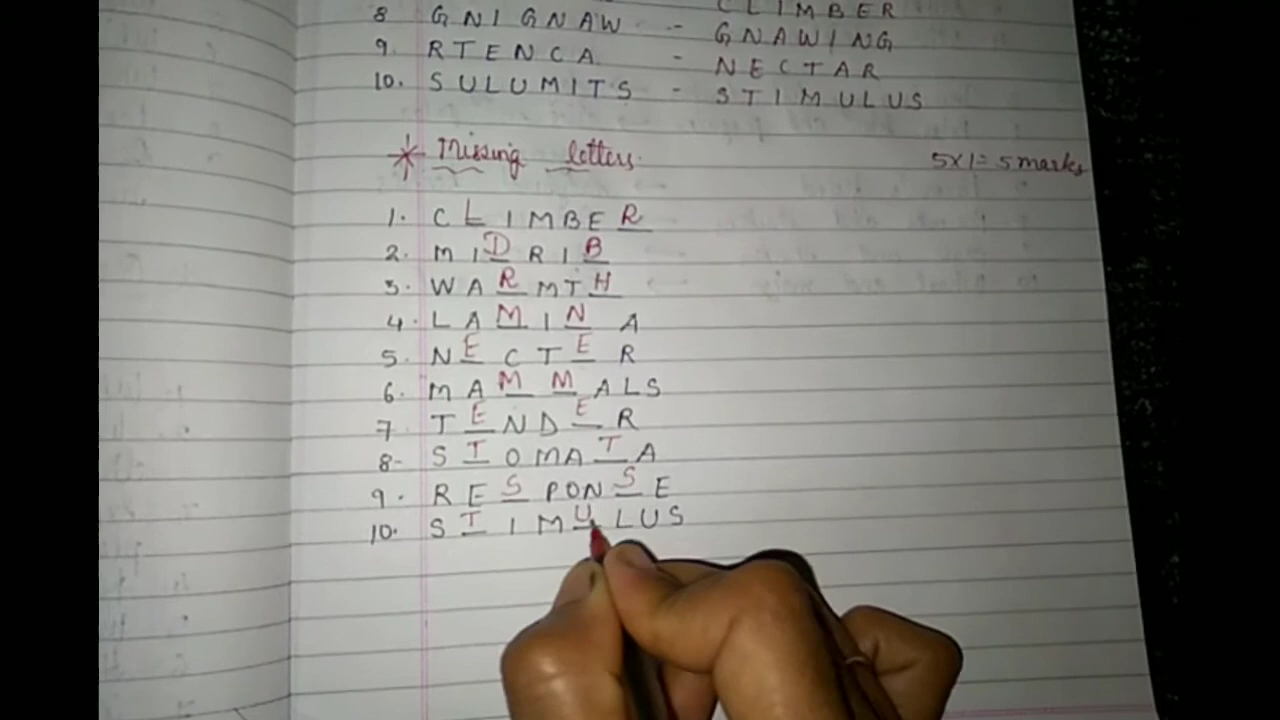 CLIMBER
8 GNIGNAW - GNAWING
9. RTENCA - NECTAR
10. SULUMITS - STIMULUS
* Missing letters. 5x1=5 marks
1. CLIMBER
2. MIDRIB
3. WARMTH
4. LAMINA
5. NECTER
6. MAMMALS
7 TENDER
8- STOMATA
9. RESPONSE
10. STIMULUS